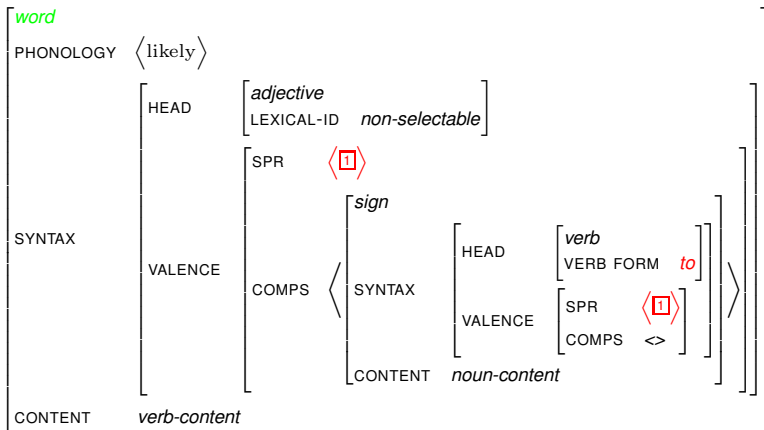 word
PHONOLOGY ⟨likely⟩
adjective
HEAD
LEXICAL-ID non-selectable
SPR ⟨1⟩
sign
verb
HEAD
VERB FORM to
SYNTAX
VALENCE
COMPS
SYNTAX
SPR ⟨1⟩
VALENCE
COMPS <>
CONTENT noun-content
CONTENT verb-content